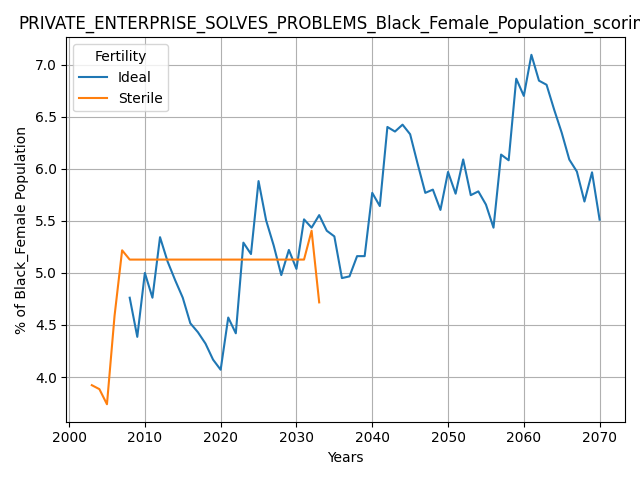 PRIVATE_ENTERPRISE_SOLVES_PROBLEMS_Black_Female_Population_scorin
Fertility
Ideal
Sterile
7.0
6.5
6.0
5.5
5.0
4.5
4.0
% of Black_Female Population
2000 2010 2020 2030 2040 2050 2060 2070
Years